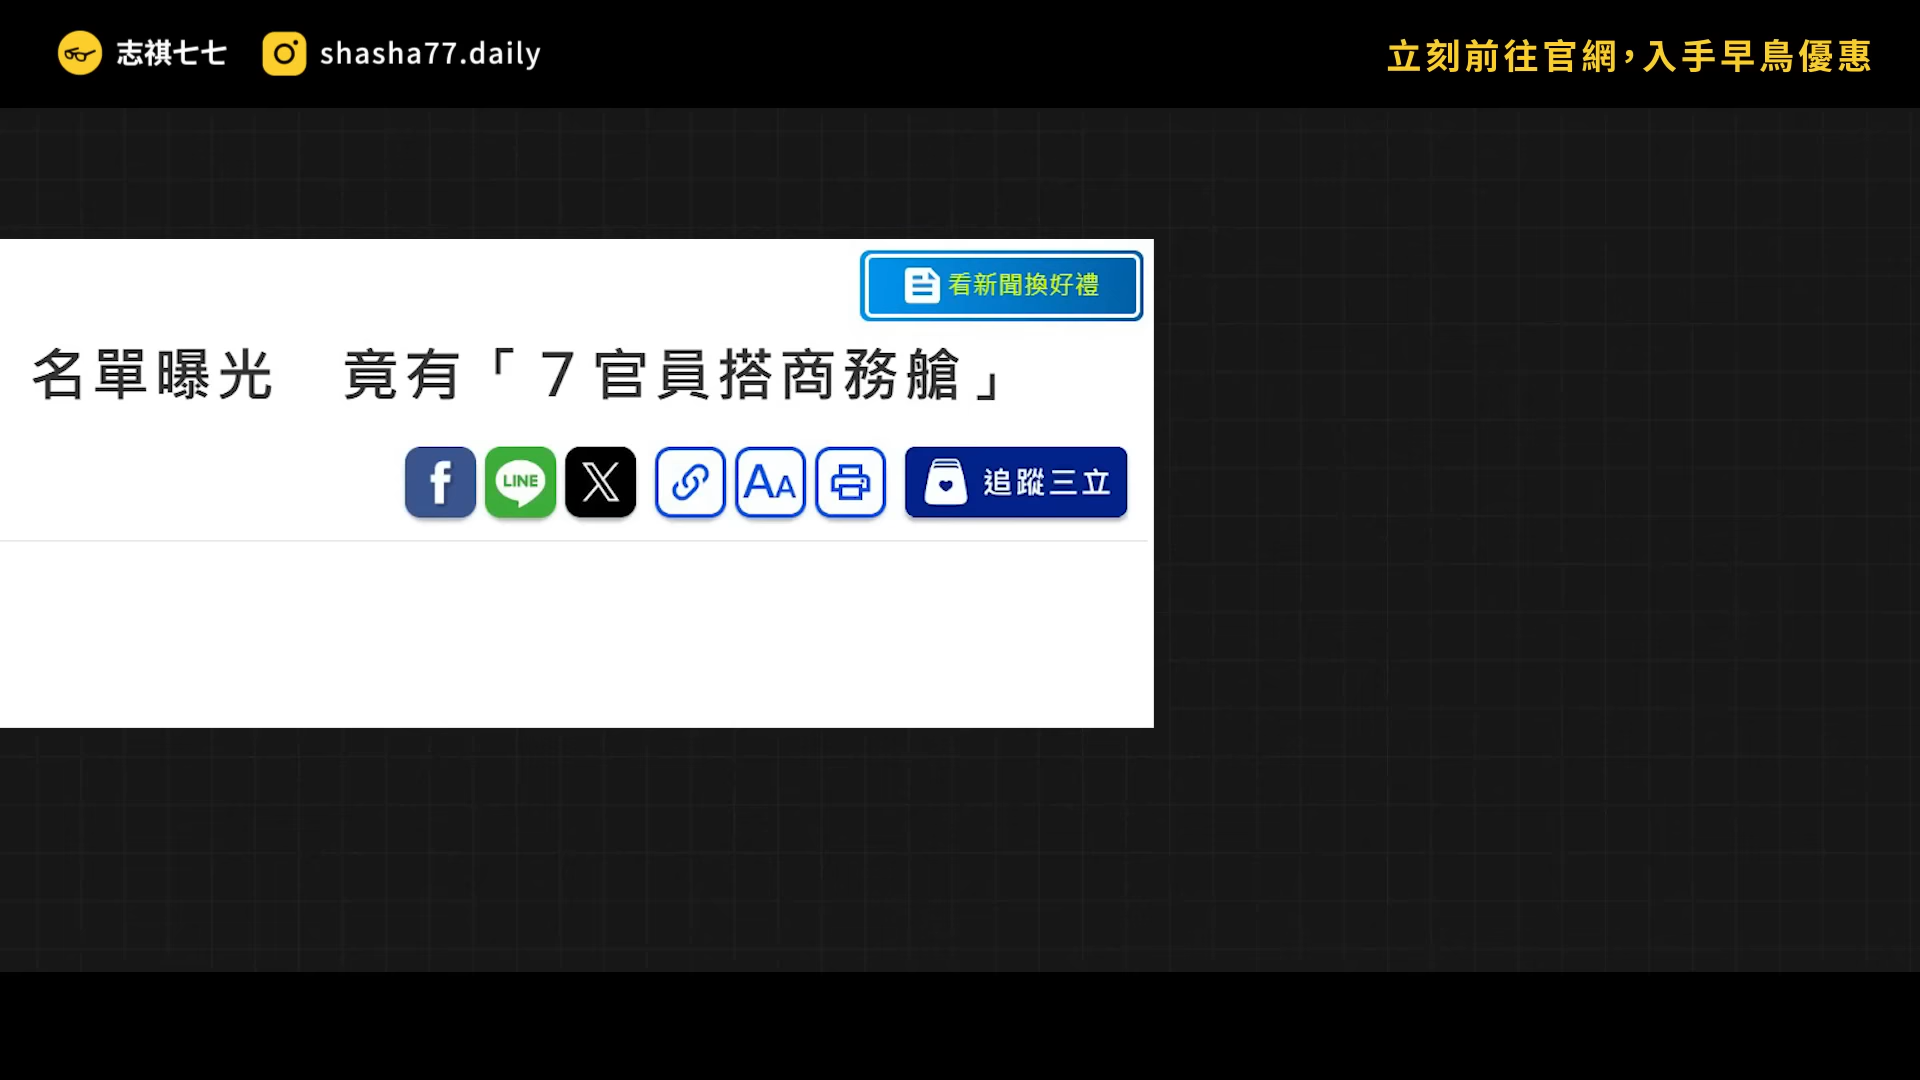 志祺七七 shasha77.daily
立刻前往官網,入手早鳥優惠
看新聞換好禮
名單曝光 竟有「7官員搭商務艙」
f LINE X AA 追蹤三立